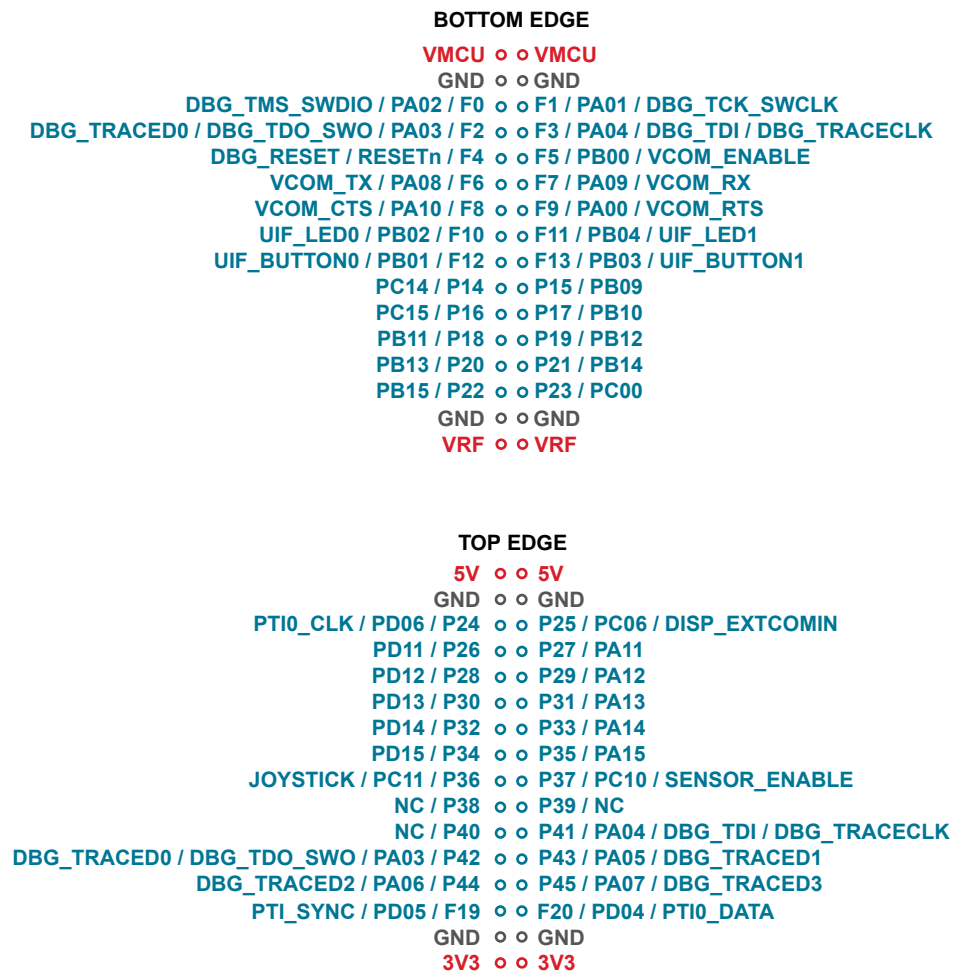 BOTTOM EDGE
VMCU VMCU
GND GND
DBG_TMS_SWDIO / PA02 / F0 F1 / PA01 / DBG_TCK_SWCLK
DBG_TRACED0 / DBG_TDO_SWO / PA03 / F2 F3 / PA04 / DBG_TDI / DBG_TRACECLK
DBG_RESET / RESETn / F4 F5 / PB00 / VCOM_ENABLE
VCOM_TX / PA08 / F6 F7 / PA09 / VCOM_RX
VCOM_CTS / PA10 / F8 F9 / PA00 / VCOM_RTS
UIF_LED0 / PB02 / F10 F11 / PB04 / UIF_LED1
UIF_BUTTON0 / PB01 / F12 F13 / PB03 / UIF_BUTTON1
PC14 / P14 P15 / PB09
PC15 / P16 P17 / PB10
PB11 / P18 P19 / PB12
PB13 / P20 P21 / PB14
PB15 / P22 P23 / PC00
GND GND
VRF VRF
TOP EDGE
5V 5V
GND GND
PTI0_CLK / PD06 / P24 P25 / PC06 / DISP_EXTCOMIN
PD11 / P26 P27 / PA11
PD12 / P28 P29 / PA12
PD13 / P30 P31 / PA13
PD14 / P32 P33 / PA14
PD15 / P34 P35 / PA15
JOYSTICK / PC11 / P36 P37 / PC10 / SENSOR_ENABLE
NC / P38 P39 / NC
NC / P40 P41 / PA04 / DBG_TDI / DBG_TRACECLK
DBG_TRACED0 / DBG_TDO_SWO / PA03 / P42 P43 / PA05 / DBG_TRACED1
DBG_TRACED2 / PA06 / P44 P45 / PA07 / DBG_TRACED3
PTI_SYNC / PD05 / F19 F20 / PD04 / PTI0_DATA
GND GND
3V3 3V3